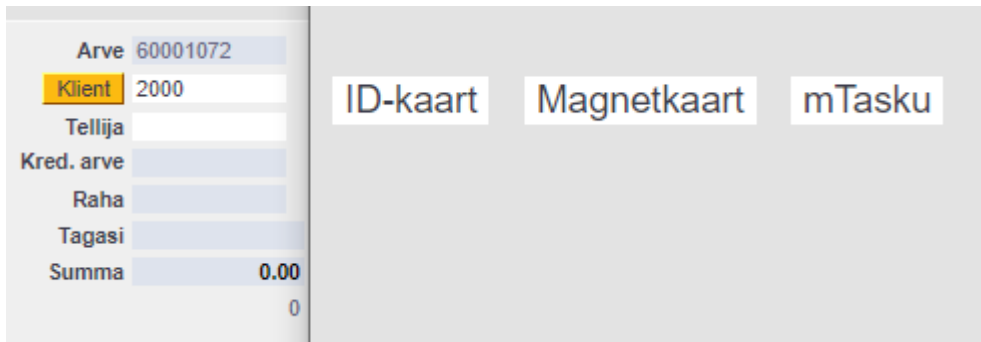 Arve 60001072
Klient 2000
Tellija
Kred. arve
Raha
Tagasi
Summa 0.00
0
ID-kaart Magnetkaart mTasku